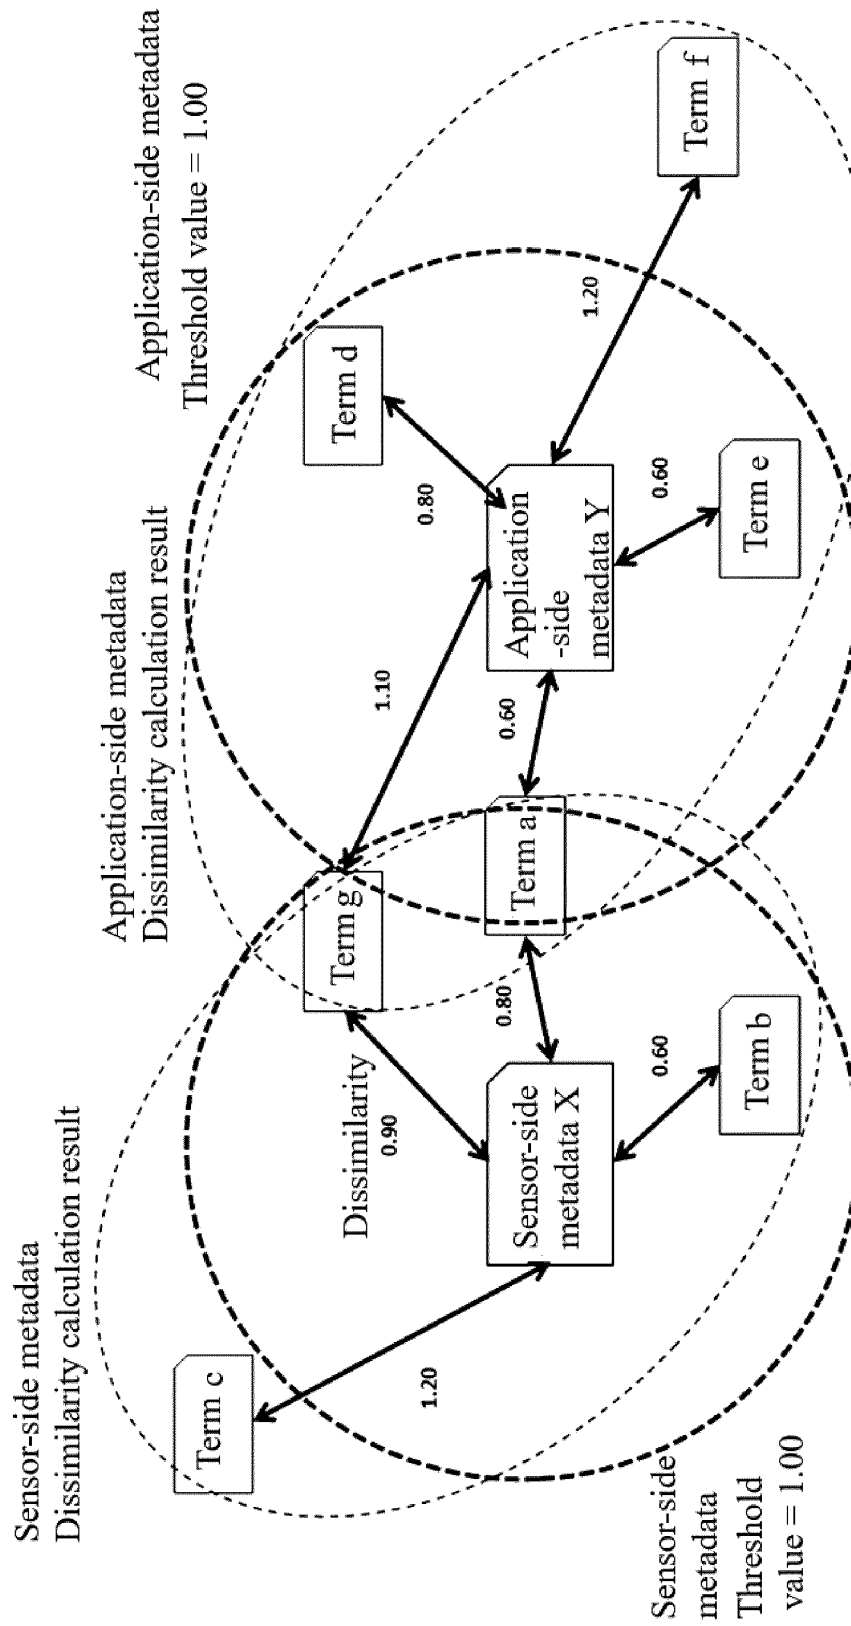 Sensor-side metadata
Dissimilarity calculation result
Application-side metadata
Dissimilarity calculation result
Application-side metadata
Threshold value = 1.00
Term c
1.20
Dissimilarity
0.90
Term g
1.10
Term d
0.80
Sensor-side
metadata X
0.80
Term a
0.60
Application
-side
metadata Y
1.20
Term f
0.60
Term b
0.60
Term e
Sensor-side
metadata
Threshold
value = 1.00